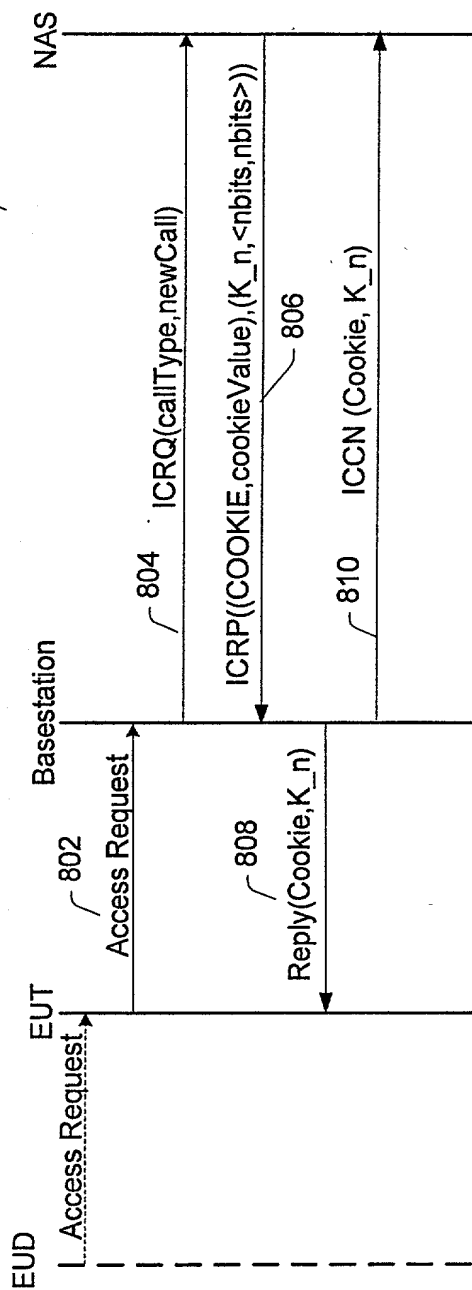 EUD
EUT
Basestation
NAS
Access Request
802
Access Request
804
ICRQ(callType,newCall)
ICRP((COOKIE,cookieValue),(K_n,<nbits,nbits>))
806
808
Reply(Cookie,K_n)
810
ICCN (Cookie, K_n)